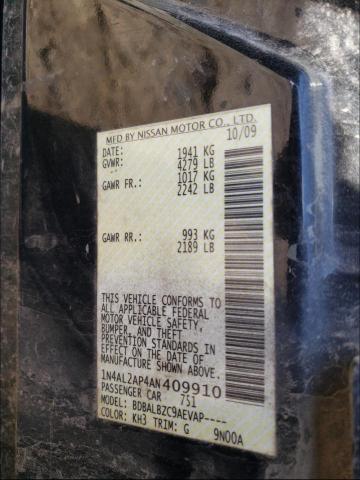 MFD BY NISSAN MOTOR CO., LTD.
DATE: 10/09
GVWR: 1941 KG
4279 LB
GAWR FR.: 1017 KG
2242 LB
GAWR RR.: 993 KG
2189 LB
THIS VEHICLE CONFORMS TO
ALL APPLICABLE FEDERAL
MOTOR VEHICLE SAFETY,
BUMPER, AND THEFT
PREVENTION STANDARDS IN
EFFECT ON THE DATE OF
MANUFACTURE SHOWN ABOVE.
1N4AL2AP4AN409910
PASSENGER CAR 751
MODEL: BDBALBZC9AEVAP----
COLOR: KH3 TRIM: G 9N00A